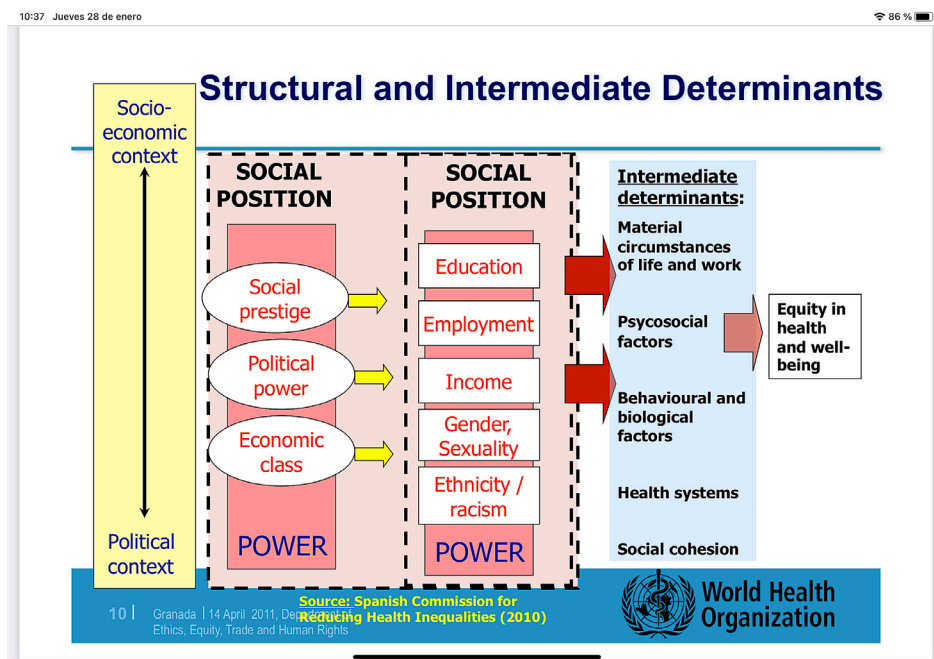 10:37 Jueves 28 de enero
86 %
Structural and Intermediate Determinants
Socio-
economic
context
Political
context
SOCIAL
POSITION
Social
prestige
Political
power
Economic
class
POWER
SOCIAL
POSITION
Education
Employment
Income
Gender,
Sexuality
Ethnicity /
racism
POWER
Intermediate
determinants:
Material
circumstances
of life and work
Psycosocial
factors
Behavioural and
biological
factors
Health systems
Social cohesion
Equity in
health
and well-
being
Source: Spanish Commission for
Reducing Health Inequalities (2010)
10 |
Granada | 14 April 2011, Department of
Ethics, Equity, Trade and Human Rights
World Health
Organization